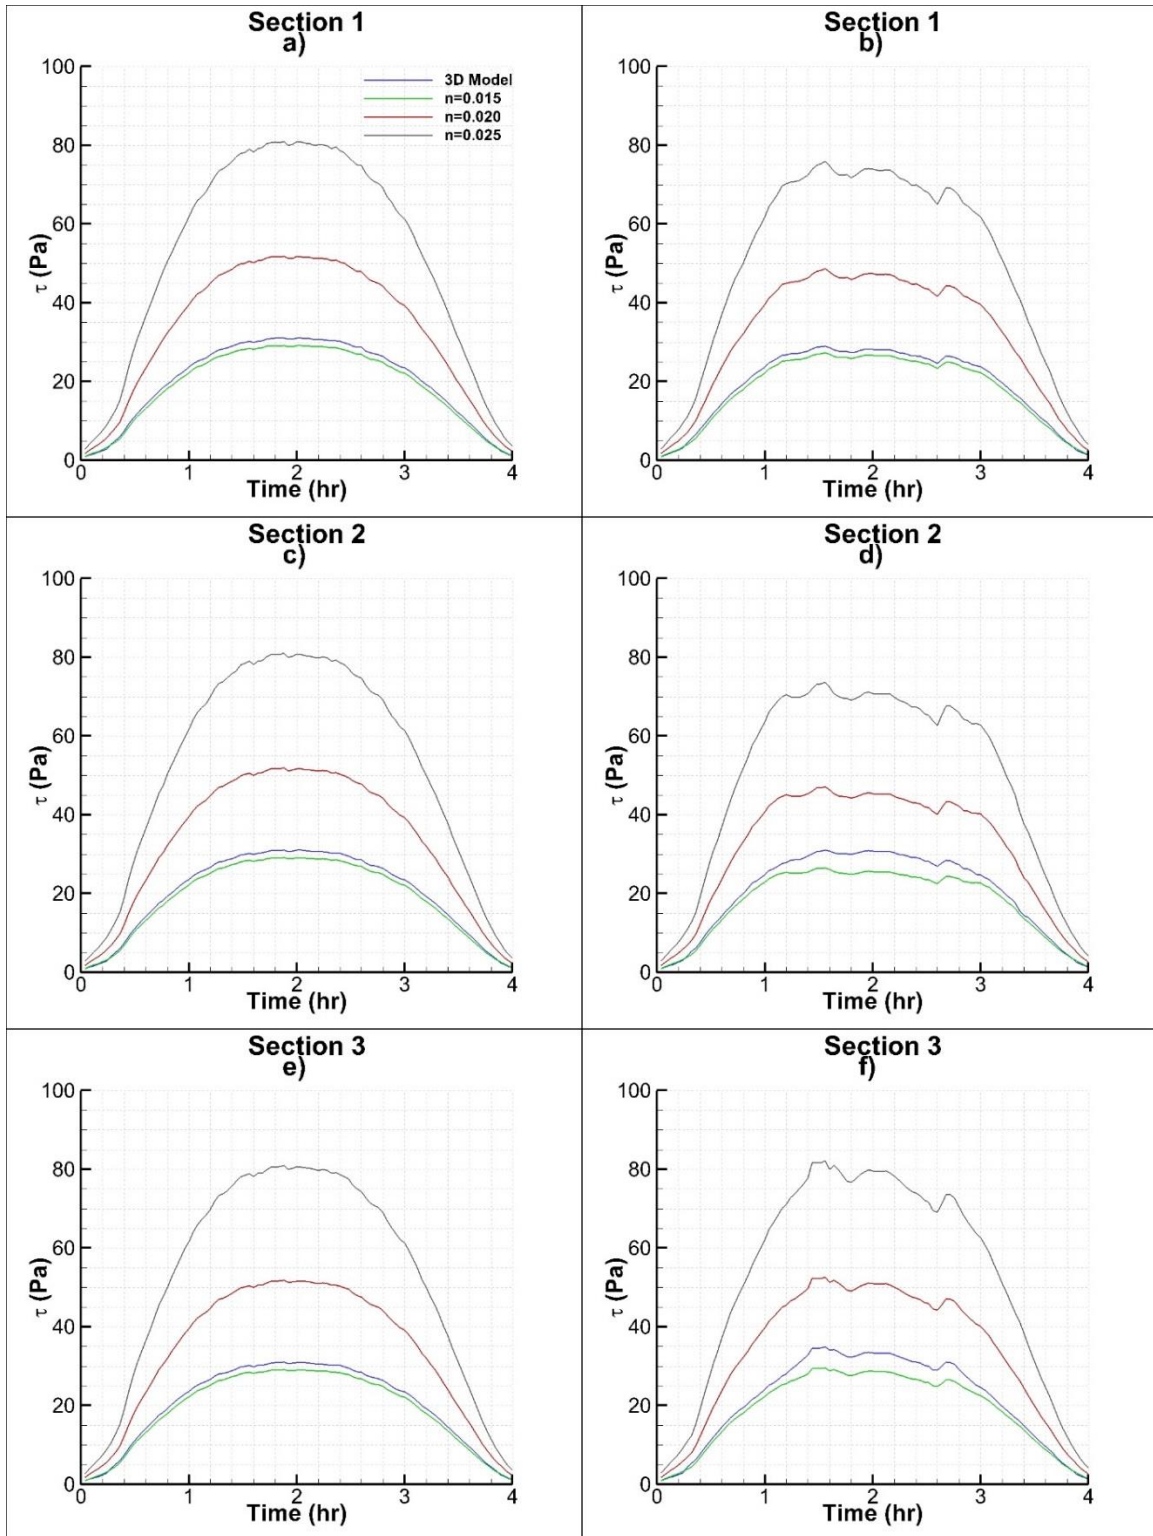 Section 1
a)
100
80
60
40
20
0
τ (Pa)
3D Model
n=0.015
n=0.020
n=0.025
0 1 2 3 4
Time (hr)
Section 1
b)
100
80
60
40
20
0
τ (Pa)
0 1 2 3 4
Time (hr)
Section 2
c)
100
80
60
40
20
0
τ (Pa)
0 1 2 3 4
Time (hr)
Section 2
d)
100
80
60
40
20
0
τ (Pa)
0 1 2 3 4
Time (hr)
Section 3
e)
100
80
60
40
20
0
τ (Pa)
0 1 2 3 4
Time (hr)
Section 3
f)
100
80
60
40
20
0
τ (Pa)
0 1 2 3 4
Time (hr)